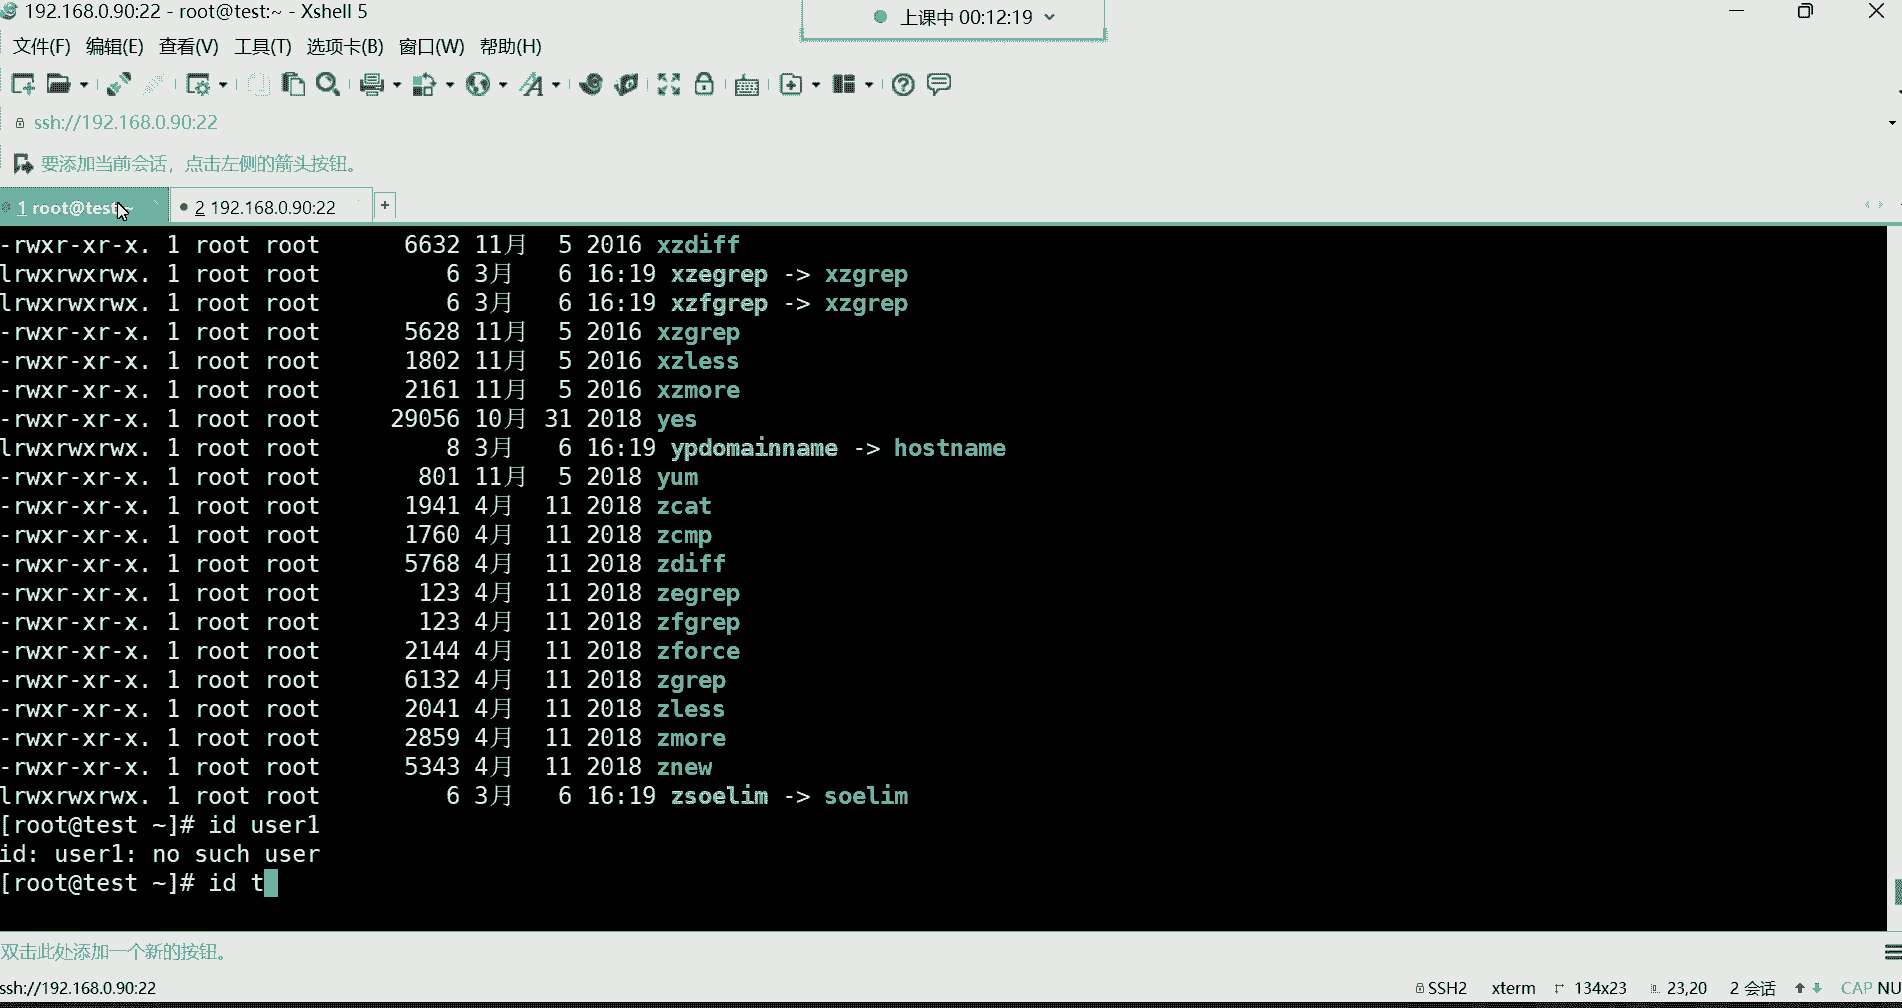 192.168.0.90:22 - root@test:~ - Xshell 5
上课中 00:12:19
文件(F) 编辑(E) 查看(V) 工具(T) 选项卡(B) 窗口(W) 帮助(H)
ssh://192.168.0.90:22
要添加当前会话，点击左侧的箭头按钮。
1 root@test:~ 2 192.168.0.90:22 +
-rwxr-xr-x. 1 root root 6632 11月 5 2016 xzdiff
lrwxrwxrwx. 1 root root 6 3月 6 16:19 xzegrep -> xzgrep
lrwxrwxrwx. 1 root root 6 3月 6 16:19 xzfgrep -> xzgrep
-rwxr-xr-x. 1 root root 5628 11月 5 2016 xzgrep
-rwxr-xr-x. 1 root root 1802 11月 5 2016 xzless
-rwxr-xr-x. 1 root root 2161 11月 5 2016 xzmore
-rwxr-xr-x. 1 root root 29056 10月 31 2018 yes
lrwxrwxrwx. 1 root root 8 3月 6 16:19 ypdomainname -> hostname
-rwxr-xr-x. 1 root root 801 11月 5 2018 yum
-rwxr-xr-x. 1 root root 1941 4月 11 2018 zcat
-rwxr-xr-x. 1 root root 1760 4月 11 2018 zcmp
-rwxr-xr-x. 1 root root 5768 4月 11 2018 zdiff
-rwxr-xr-x. 1 root root 123 4月 11 2018 zegrep
-rwxr-xr-x. 1 root root 123 4月 11 2018 zfgrep
-rwxr-xr-x. 1 root root 2144 4月 11 2018 zforce
-rwxr-xr-x. 1 root root 6132 4月 11 2018 zgrep
-rwxr-xr-x. 1 root root 2041 4月 11 2018 zless
-rwxr-xr-x. 1 root root 2859 4月 11 2018 zmore
-rwxr-xr-x. 1 root root 5343 4月 11 2018 znew
lrwxrwxrwx. 1 root root 6 3月 6 16:19 zsoelim -> soelim
[root@test ~]# id user1
id: user1: no such user
[root@test ~]# id t
双击此处添加一个新的按钮。
ssh://192.168.0.90:22 SSH2 xterm 134x23 23,20 2 会话 CAP NU